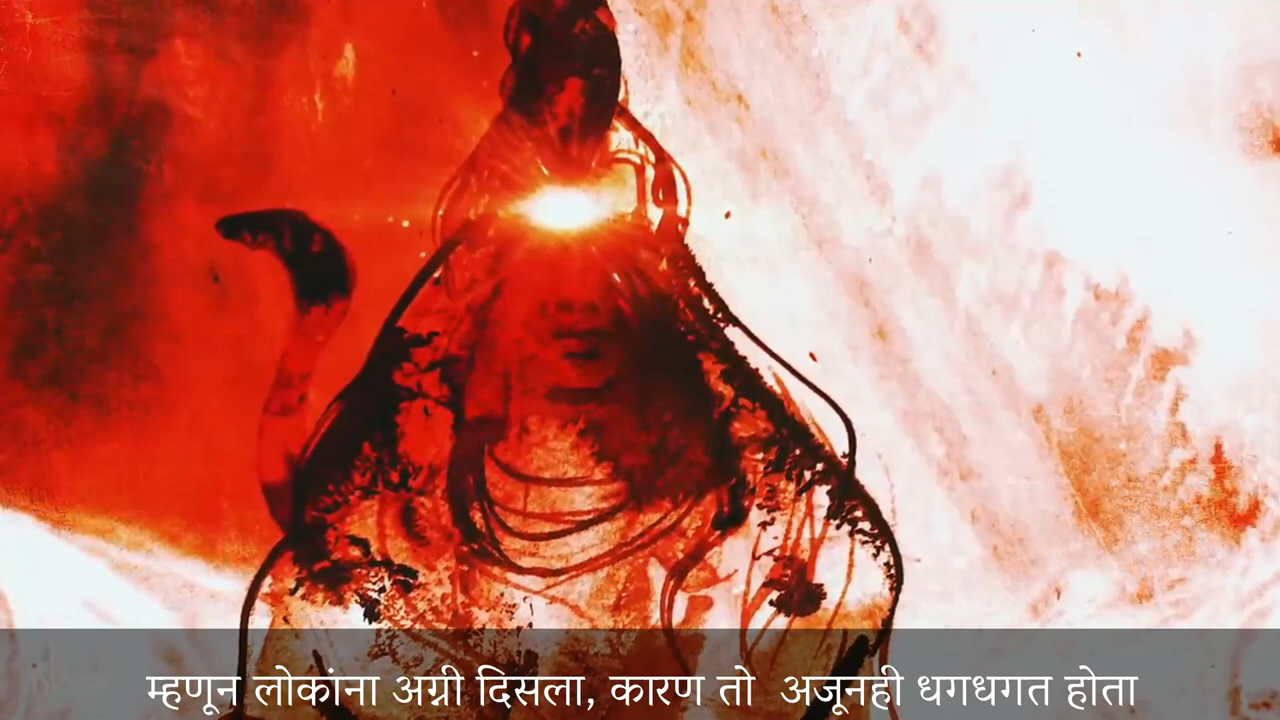 म्हणून लोकांना अग्नी दिसला, कारण तो अजूनही धगधगत होता